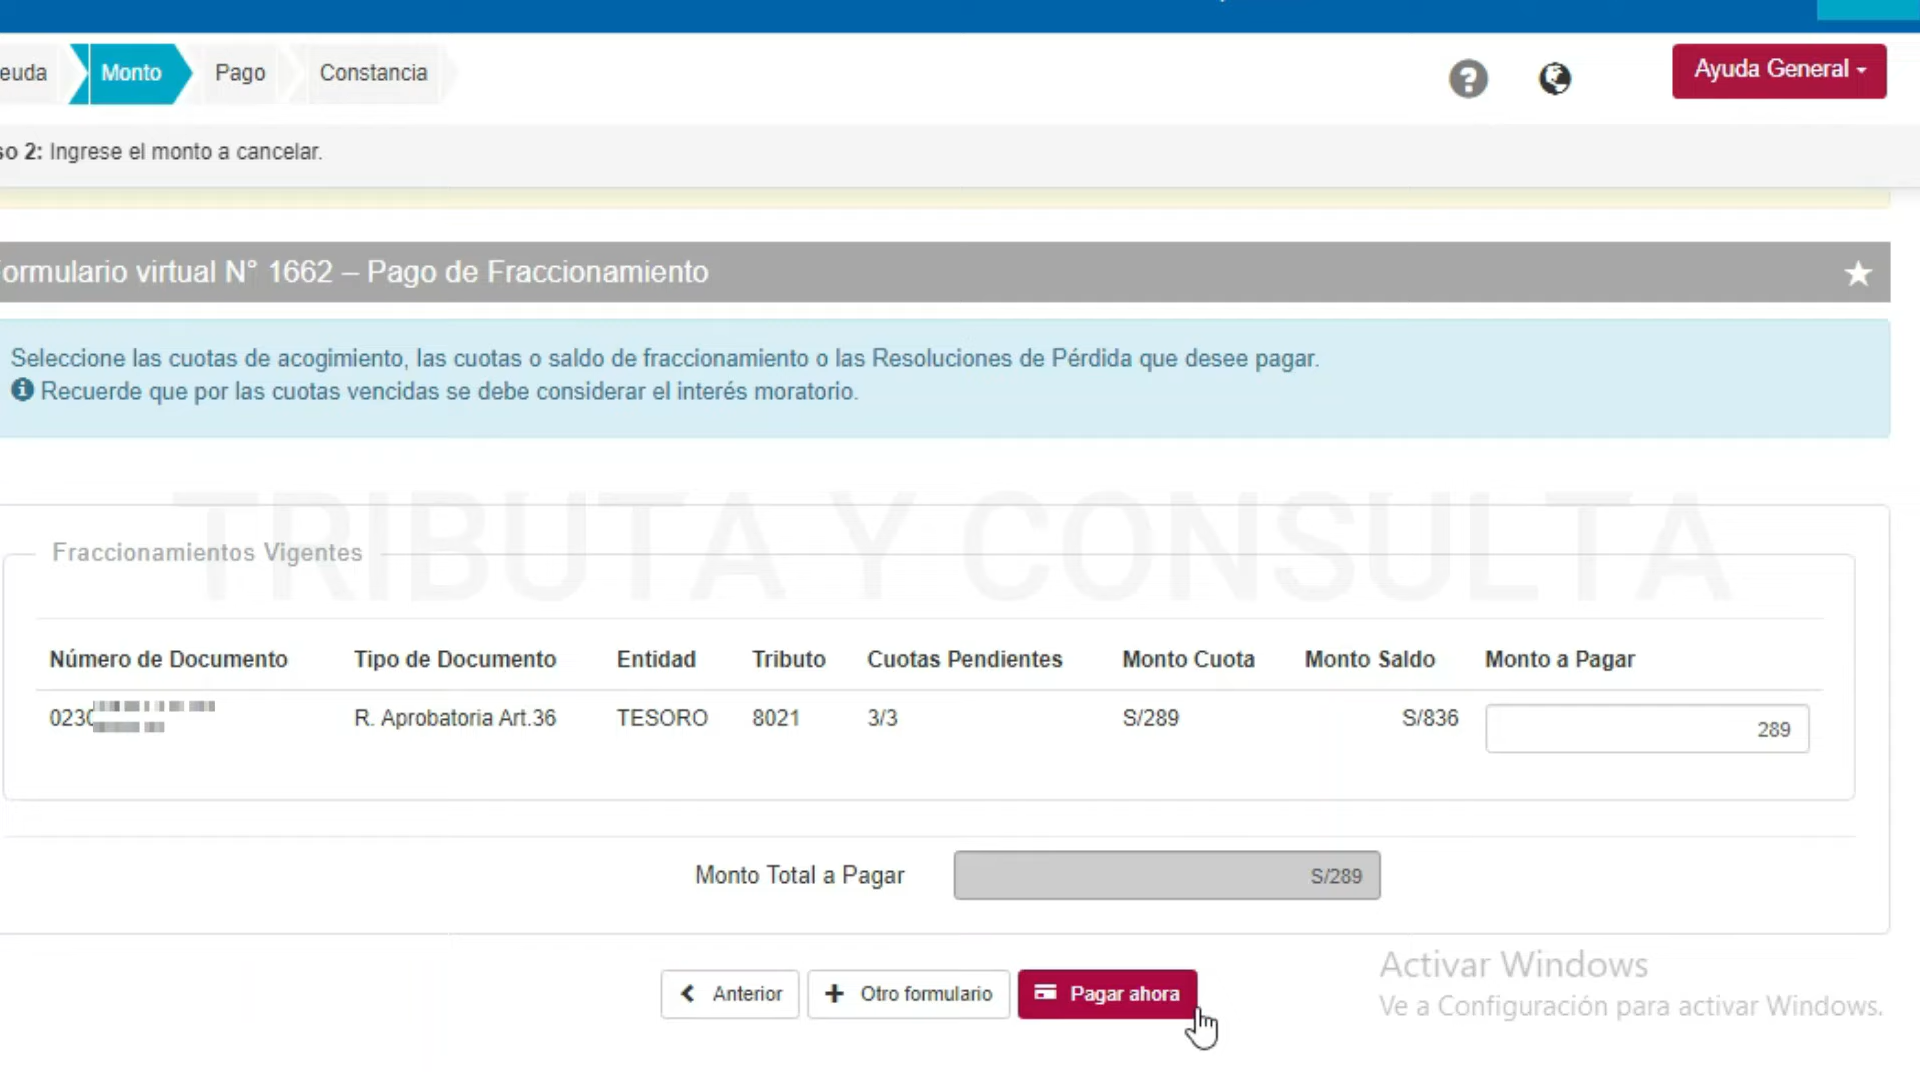 euda
Monto
Pago
Constancia
?
Ayuda General
so 2: Ingrese el monto a cancelar.
ormulario virtual N° 1662 – Pago de Fraccionamiento
Seleccione las cuotas de acogimiento, las cuotas o saldo de fraccionamiento o las Resoluciones de Pérdida que desee pagar.
Recuerde que por las cuotas vencidas se debe considerar el interés moratorio.
TRIBUTA Y CONSULTA
Fraccionamientos Vigentes
Número de Documento Tipo de Documento Entidad Tributo Cuotas Pendientes Monto Cuota Monto Saldo Monto a Pagar
023 R. Aprobatoria Art.36 TESORO 8021 3/3 S/289 S/836 289
Monto Total a Pagar S/289
Anterior
Otro formulario
Pagar ahora
Activar Windows
Ve a Configuración para activar Windows.